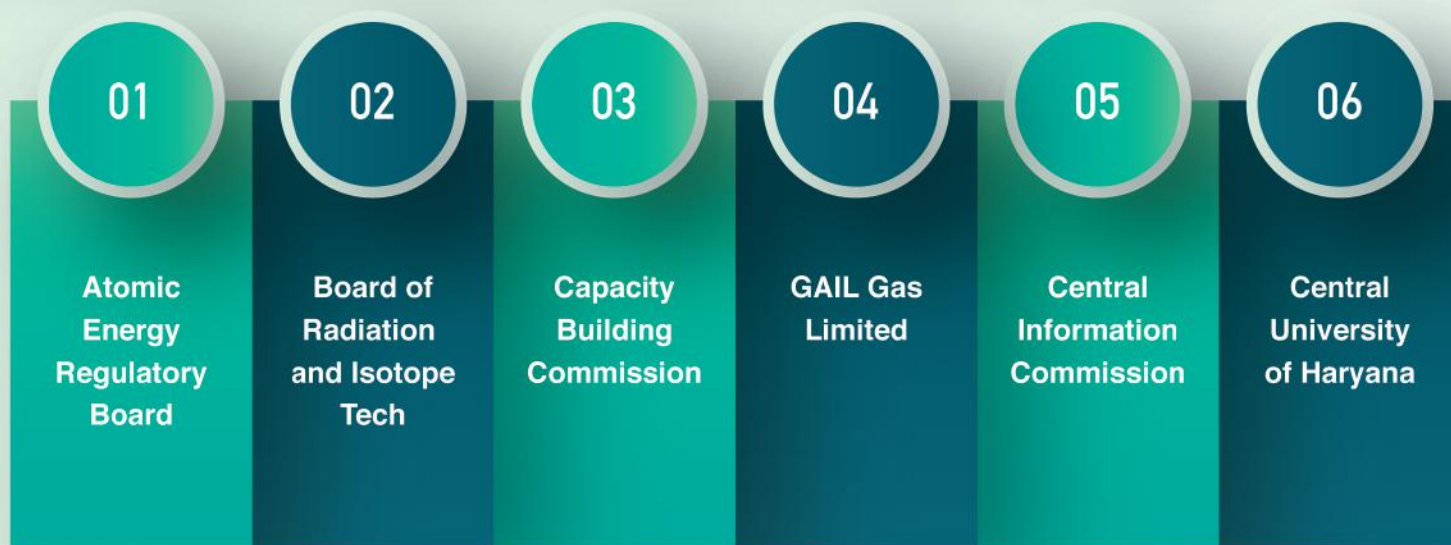 01
Atomic
Energy
Regulatory
Board
02
Board of
Radiation
and Isotope
Tech
03
Capacity
Building
Commission
04
GAIL Gas
Limited
05
Central
Information
Commission
06
Central
University
of Haryana